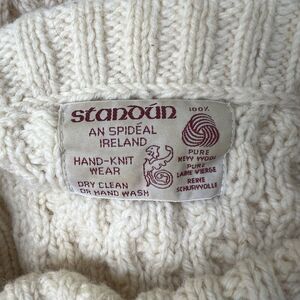 standún
AN SPIDÉAL
IRELAND
HAND-KNIT
WEAR
DRY CLEAN
OR HAND WASH
100%
PURE
NEW WOOL
PURE
LAINE VIERGE
REINE
SCHURWOLLE